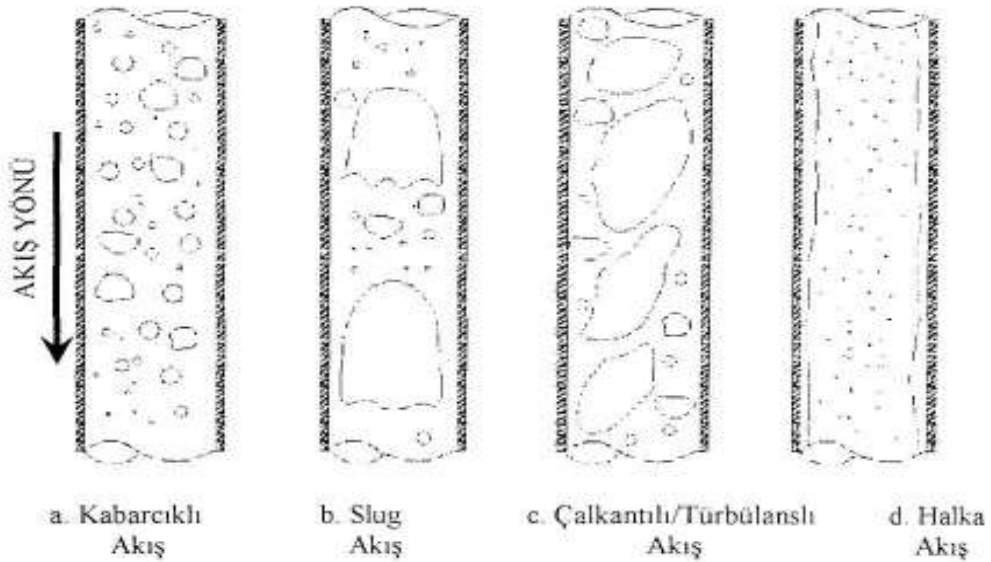 AKIŞ YÖNÜ
a. Kabarcıklı
Akış
b. Slug
Akış
c. Çalkantılı/Türbülanslı
Akış
d. Halka
Akış